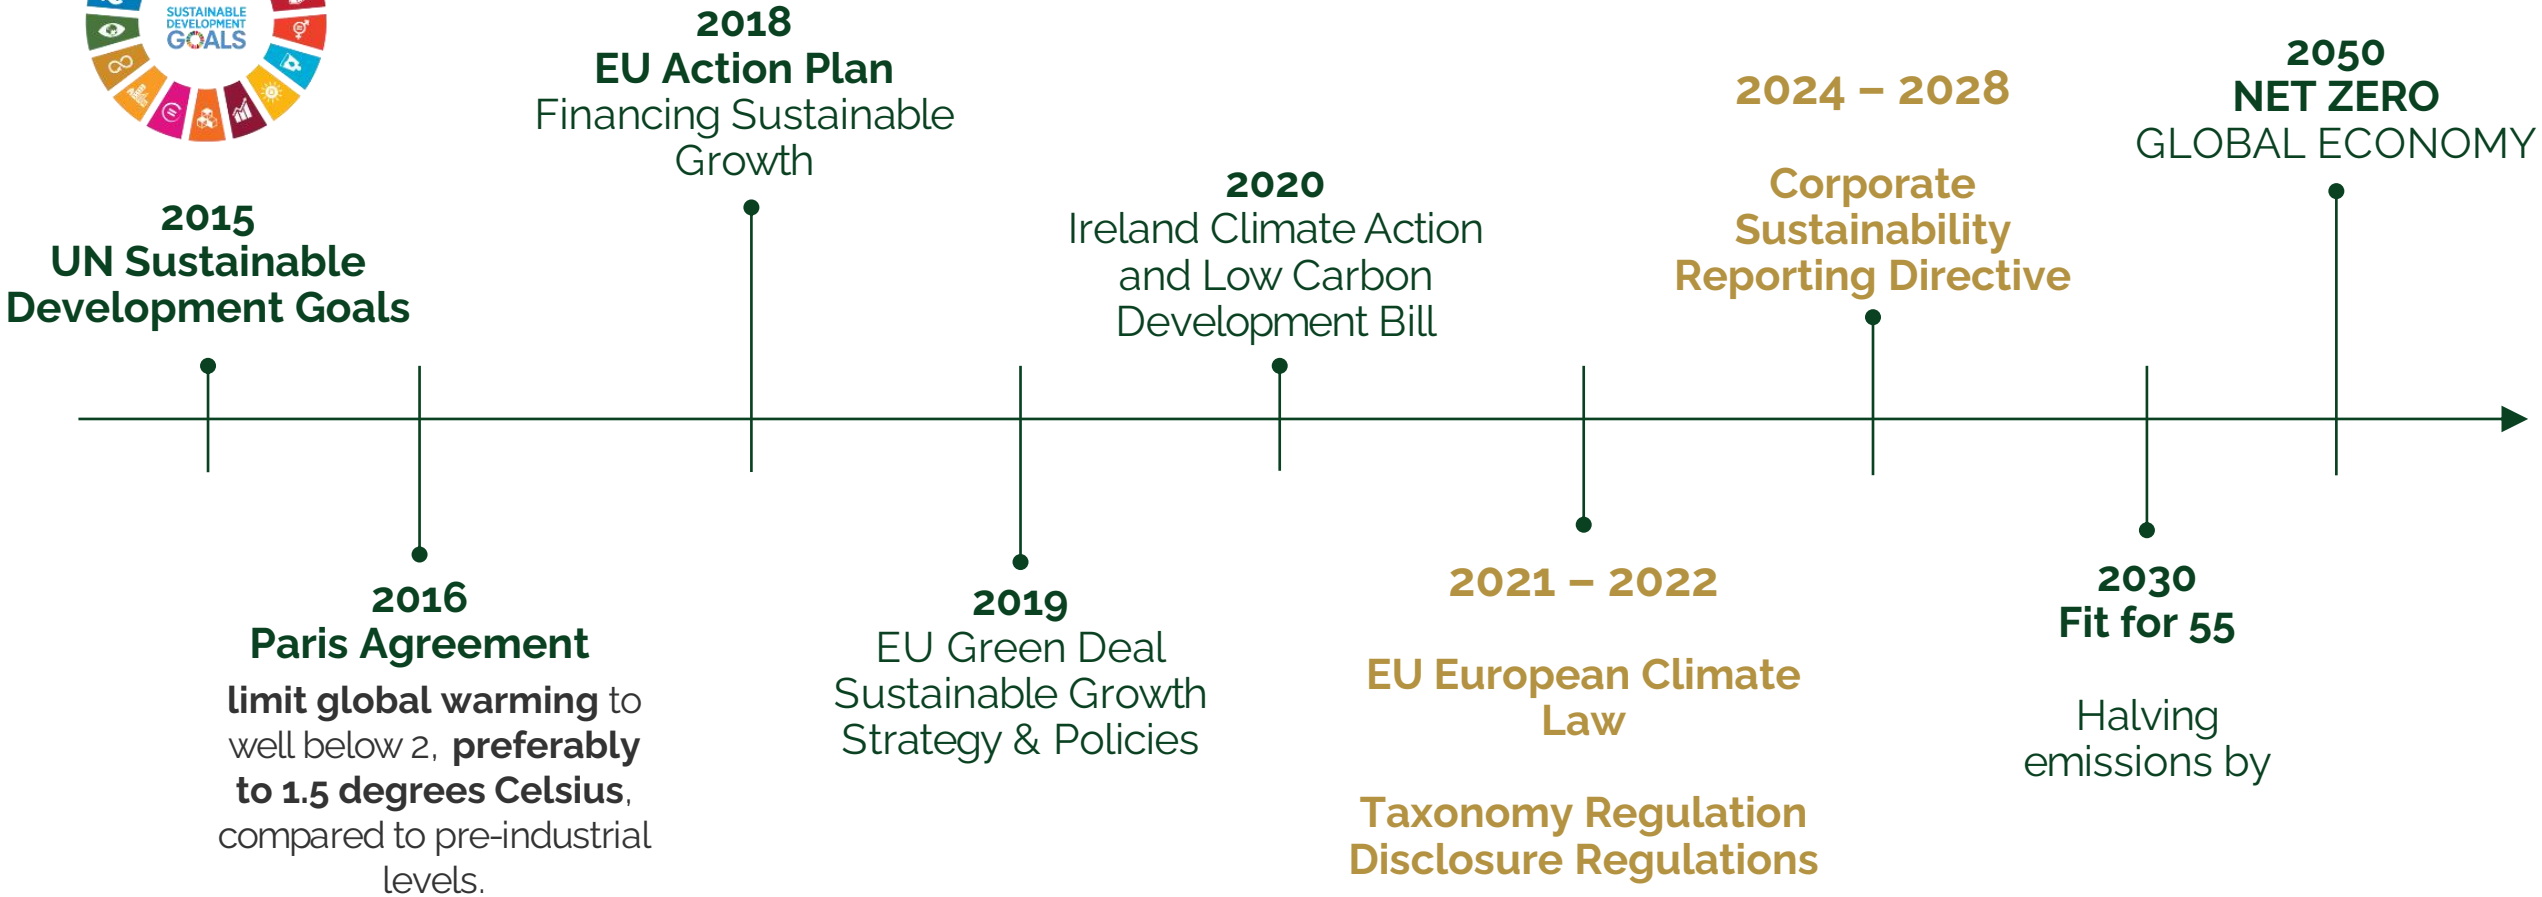 SUSTAINABLE
DEVELOPMENT
GOALS
2015
UN Sustainable
Development Goals
2016
Paris Agreement
limit global warming to
well below 2, preferably
to 1.5 degrees Celsius,
compared to pre-industrial
levels.
2018
EU Action Plan
Financing Sustainable
Growth
2019
EU Green Deal
Sustainable Growth
Strategy & Policies
2020
Ireland Climate Action
and Low Carbon
Development Bill
2021 – 2022
EU European Climate
Law
Taxonomy Regulation
Disclosure Regulations
2024 – 2028
Corporate
Sustainability
Reporting Directive
2030
Fit for 55
Halving
emissions by
2050
NET ZERO
GLOBAL ECONOMY